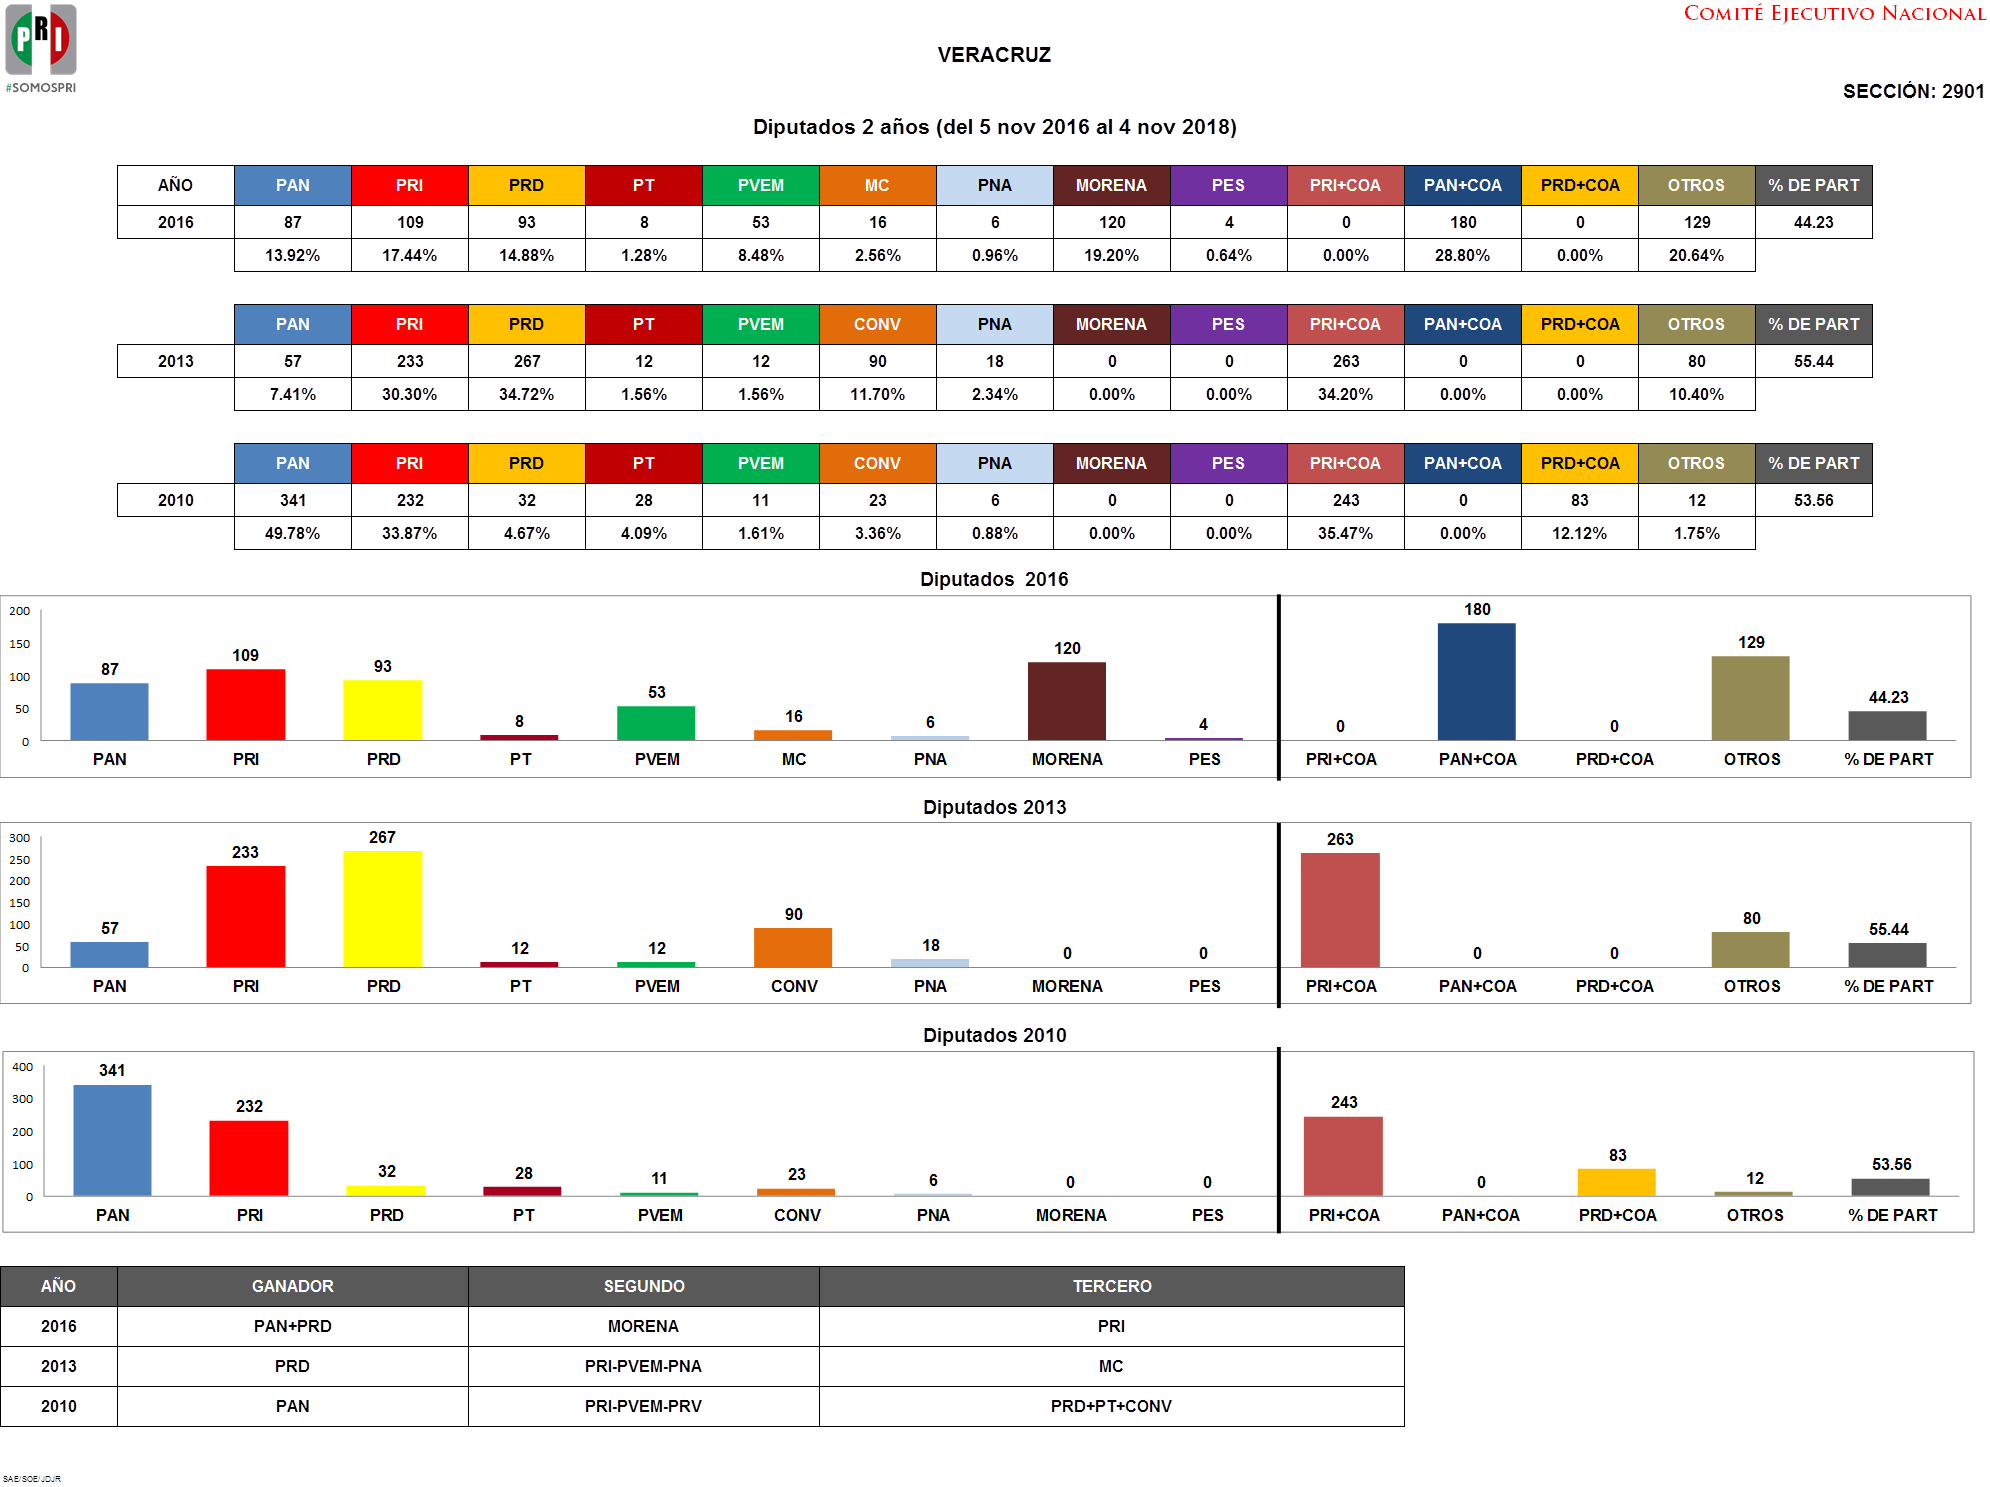 PRI
#SOMOSPRI
COMITÉ EJECUTIVO NACIONAL
VERACRUZ
SECCIÓN: 2901
Diputados 2 años (del 5 nov 2016 al 4 nov 2018)
AÑO PAN PRI PRD PT PVEM MC PNA MORENA PES PRI+COA PAN+COA PRD+COA OTROS % DE PART
2016 87 109 93 8 53 16 6 120 4 0 180 0 129 44.23
13.92% 17.44% 14.88% 1.28% 8.48% 2.56% 0.96% 19.20% 0.64% 0.00% 28.80% 0.00% 20.64%
PAN PRI PRD PT PVEM CONV PNA MORENA PES PRI+COA PAN+COA PRD+COA OTROS % DE PART
2013 57 233 267 12 12 90 18 0 0 263 0 0 80 55.44
7.41% 30.30% 34.72% 1.56% 1.56% 11.70% 2.34% 0.00% 0.00% 34.20% 0.00% 0.00% 10.40%
PAN PRI PRD PT PVEM CONV PNA MORENA PES PRI+COA PAN+COA PRD+COA OTROS % DE PART
2010 341 232 32 28 11 23 6 0 0 243 0 83 12 53.56
49.78% 33.87% 4.67% 4.09% 1.61% 3.36% 0.88% 0.00% 0.00% 35.47% 0.00% 12.12% 1.75%
Diputados 2016
200
150
100
50
0
87 109 93 8 53 16 6 120 4 0 180 0 129 44.23
PAN PRI PRD PT PVEM MC PNA MORENA PES PRI+COA PAN+COA PRD+COA OTROS % DE PART
Diputados 2013
300
250
200
150
100
50
0
57 233 267 12 12 90 18 0 0 263 0 0 80 55.44
PAN PRI PRD PT PVEM CONV PNA MORENA PES PRI+COA PAN+COA PRD+COA OTROS % DE PART
Diputados 2010
400
300
200
100
0
341 232 32 28 11 23 6 0 0 243 0 83 12 53.56
PAN PRI PRD PT PVEM CONV PNA MORENA PES PRI+COA PAN+COA PRD+COA OTROS % DE PART
AÑO GANADOR SEGUNDO TERCERO
2016 PAN+PRD MORENA PRI
2013 PRD PRI-PVEM-PNA MC
2010 PAN PRI-PVEM-PRV PRD+PT+CONV
SAE/SOE/JDJR